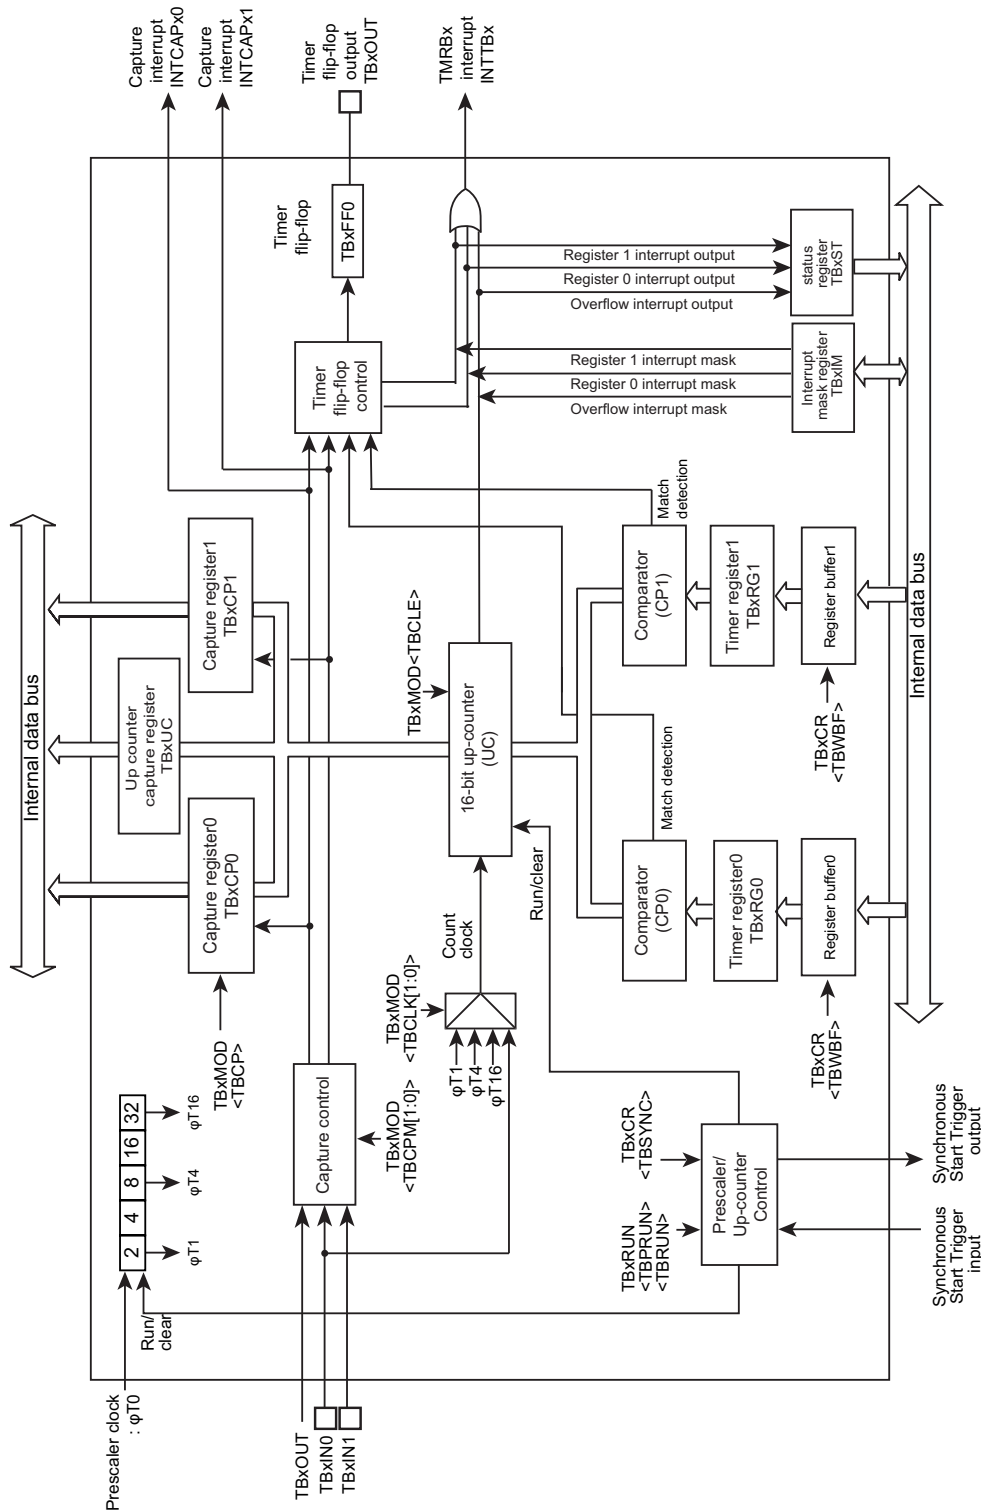 Prescaler clock
: φT0
Run/
clear
2
4
8
16
32
φT1
φT4
φT16
TBxOUT
TBxIN0
TBxIN1
Capture control
TBxMOD
<TBCPM[1:0]>
TBxMOD
<TBCP>
Internal data bus
Capture register0
TBxCP0
Up counter
capture register
TBxUC
Capture register1
TBxCP1
Capture
interrupt
INTCAPx0
Capture
interrupt
INTCAPx1
Timer
flip-flop
control
Timer
flip-flop
TBxFF0
Timer
flip-flop
output
TBxOUT
TMRBx
interrupt
INTTBx
TBxMOD
<TBCLK[1:0]>
φT1
φT4
φT16
Count
clock
TBxMOD<TBCLE>
16-bit up-counter
(UC)
Run/clear
Register 1 interrupt output
Register 0 interrupt output
Overflow interrupt output
Register 1 interrupt mask
Register 0 interrupt mask
Overflow interrupt mask
status
register
TBxST
Interrupt
mask register
TBxIM
TBxRUN
<TBPRUN>
<TBRUN>
TBxCR
<TBSYNC>
Prescaler/
Up-counter
Control
Match detection
Comparator
(CP0)
Timer register0
TBxRG0
Register buffer0
TBxCR
<TBWBF>
Match
detection
Comparator
(CP1)
Timer register1
TBxRG1
Register buffer1
TBxCR
<TBWBF>
Internal data bus
Synchronous
Start Trigger
input
Synchronous
Start Trigger
output